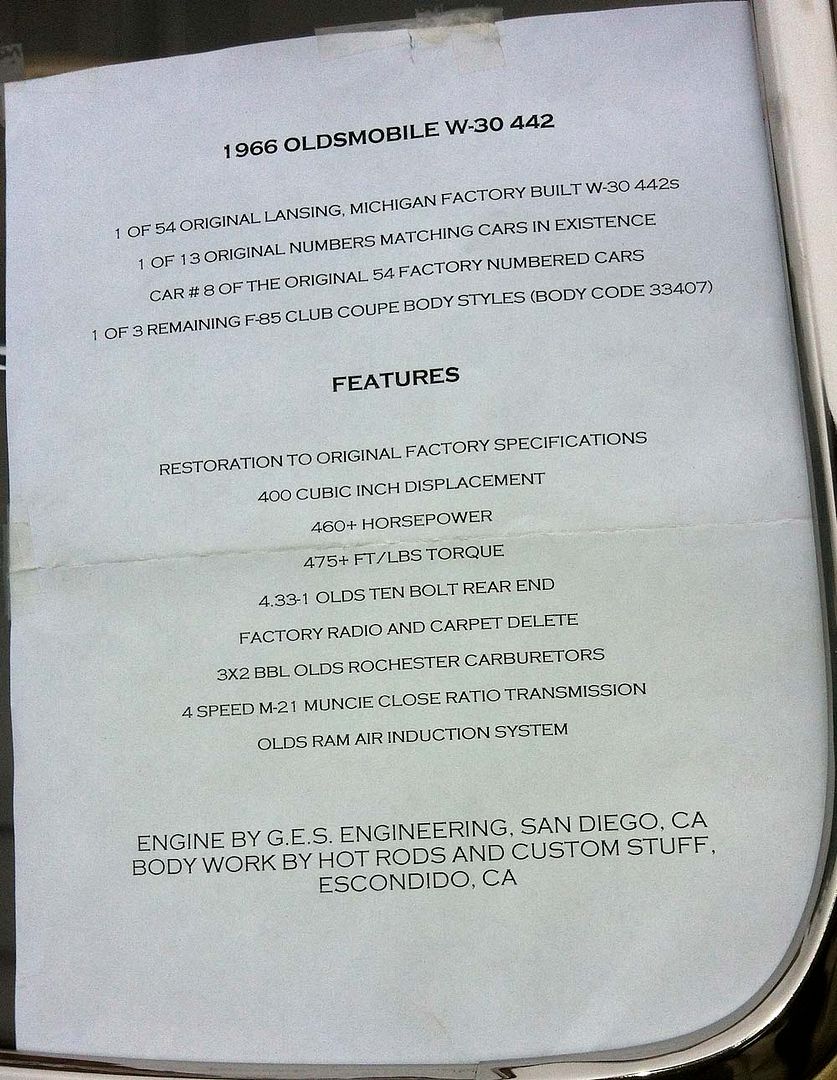 1966 OLDSMOBILE W-30 442
1 OF 54 ORIGINAL LANSING, MICHIGAN FACTORY BUILT W-30 442s
1 OF 13 ORIGINAL NUMBERS MATCHING CARS IN EXISTENCE
CAR # 8 OF THE ORIGINAL 54 FACTORY NUMBERED CARS
1 OF 3 REMAINING F-85 CLUB COUPE BODY STYLES (BODY CODE 33407)
FEATURES
RESTORATION TO ORIGINAL FACTORY SPECIFICATIONS
400 CUBIC INCH DISPLACEMENT
460+ HORSEPOWER
475+ FT/LBS TORQUE
4.33-1 OLDS TEN BOLT REAR END
FACTORY RADIO AND CARPET DELETE
3X2 BBL OLDS ROCHESTER CARBURETORS
4 SPEED M-21 MUNCIE CLOSE RATIO TRANSMISSION
OLDS RAM AIR INDUCTION SYSTEM
ENGINE BY G.E.S. ENGINEERING, SAN DIEGO, CA
BODY WORK BY HOT RODS AND CUSTOM STUFF,
ESCONDIDO, CA